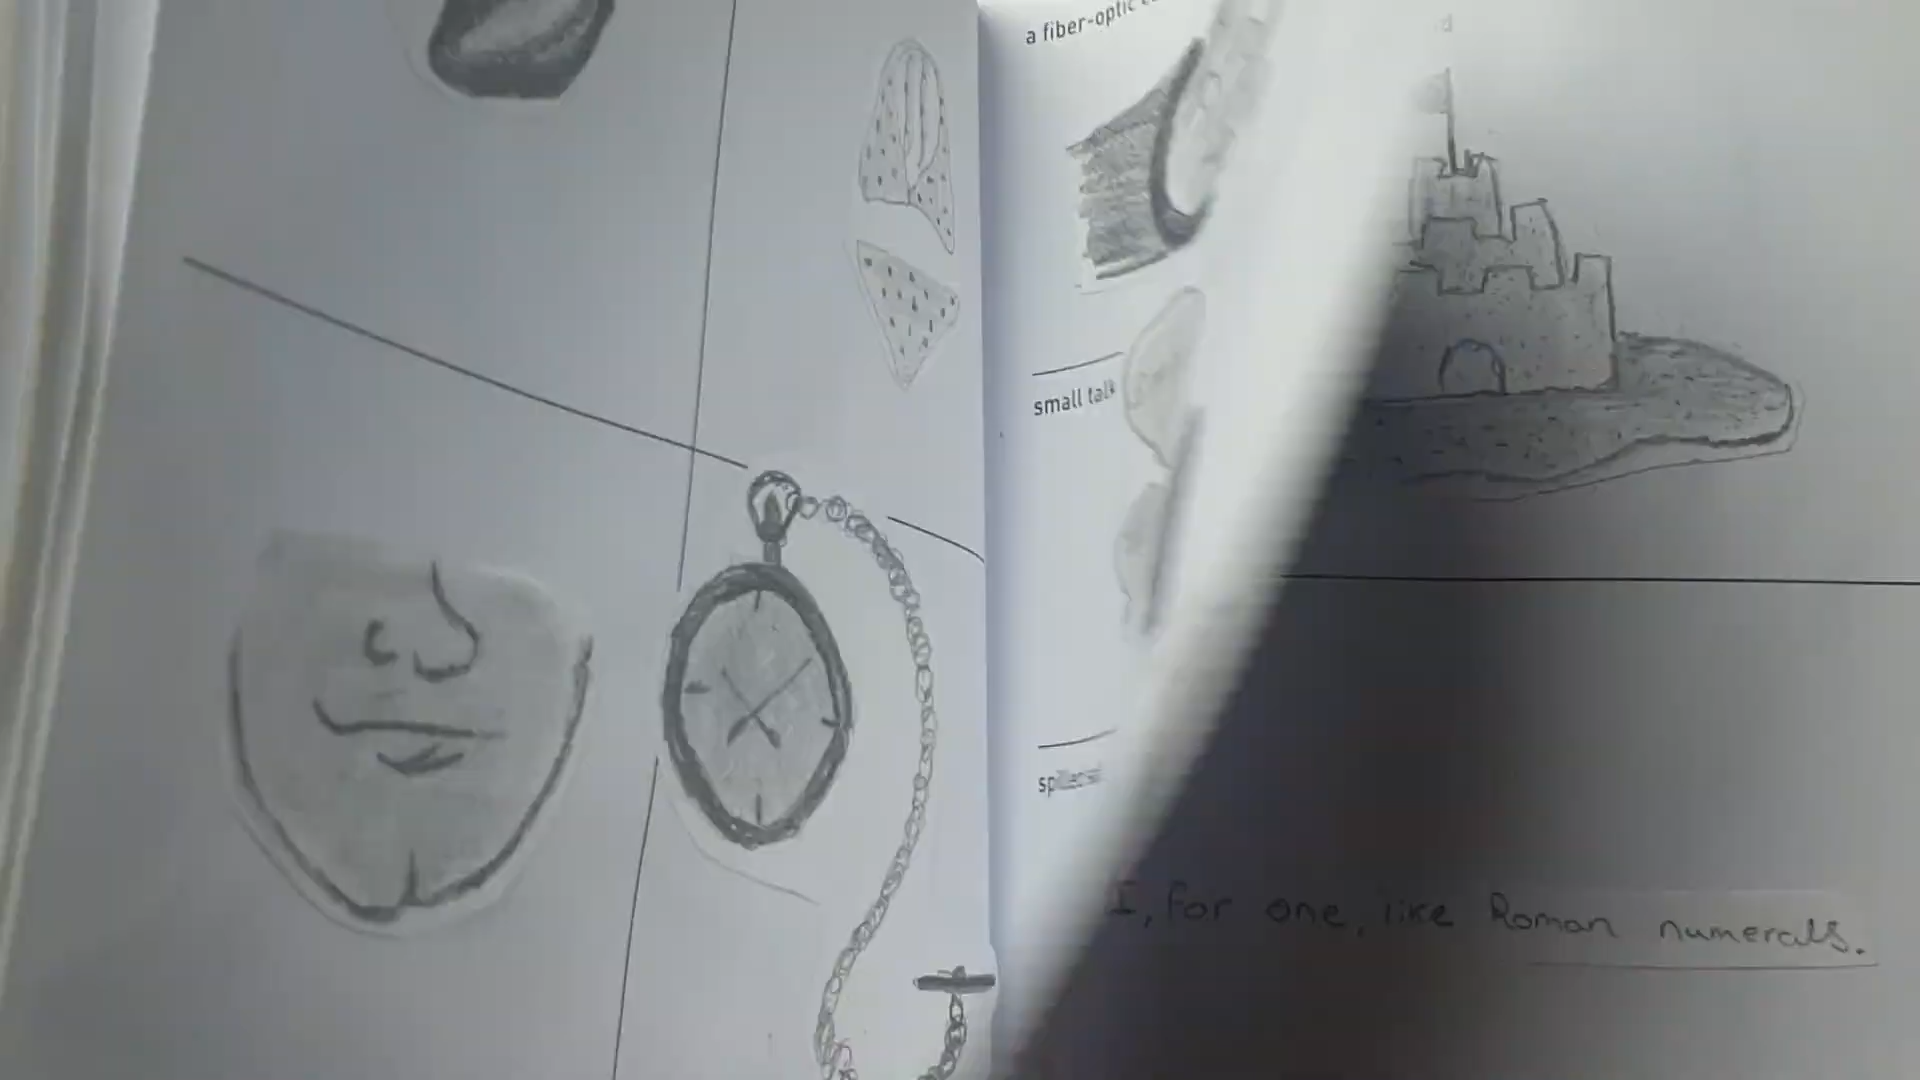 a fiber-optic
small talk
I, for one, like Roman numerals.